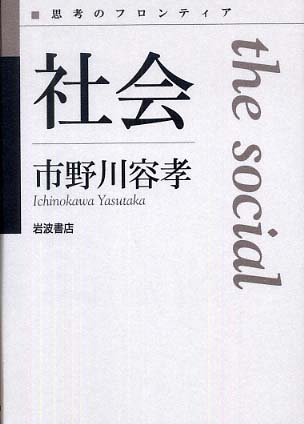 ■思考のフロンティア
社会
the social
市野川容孝
Ichinokawa Yasutaka
岩波書店